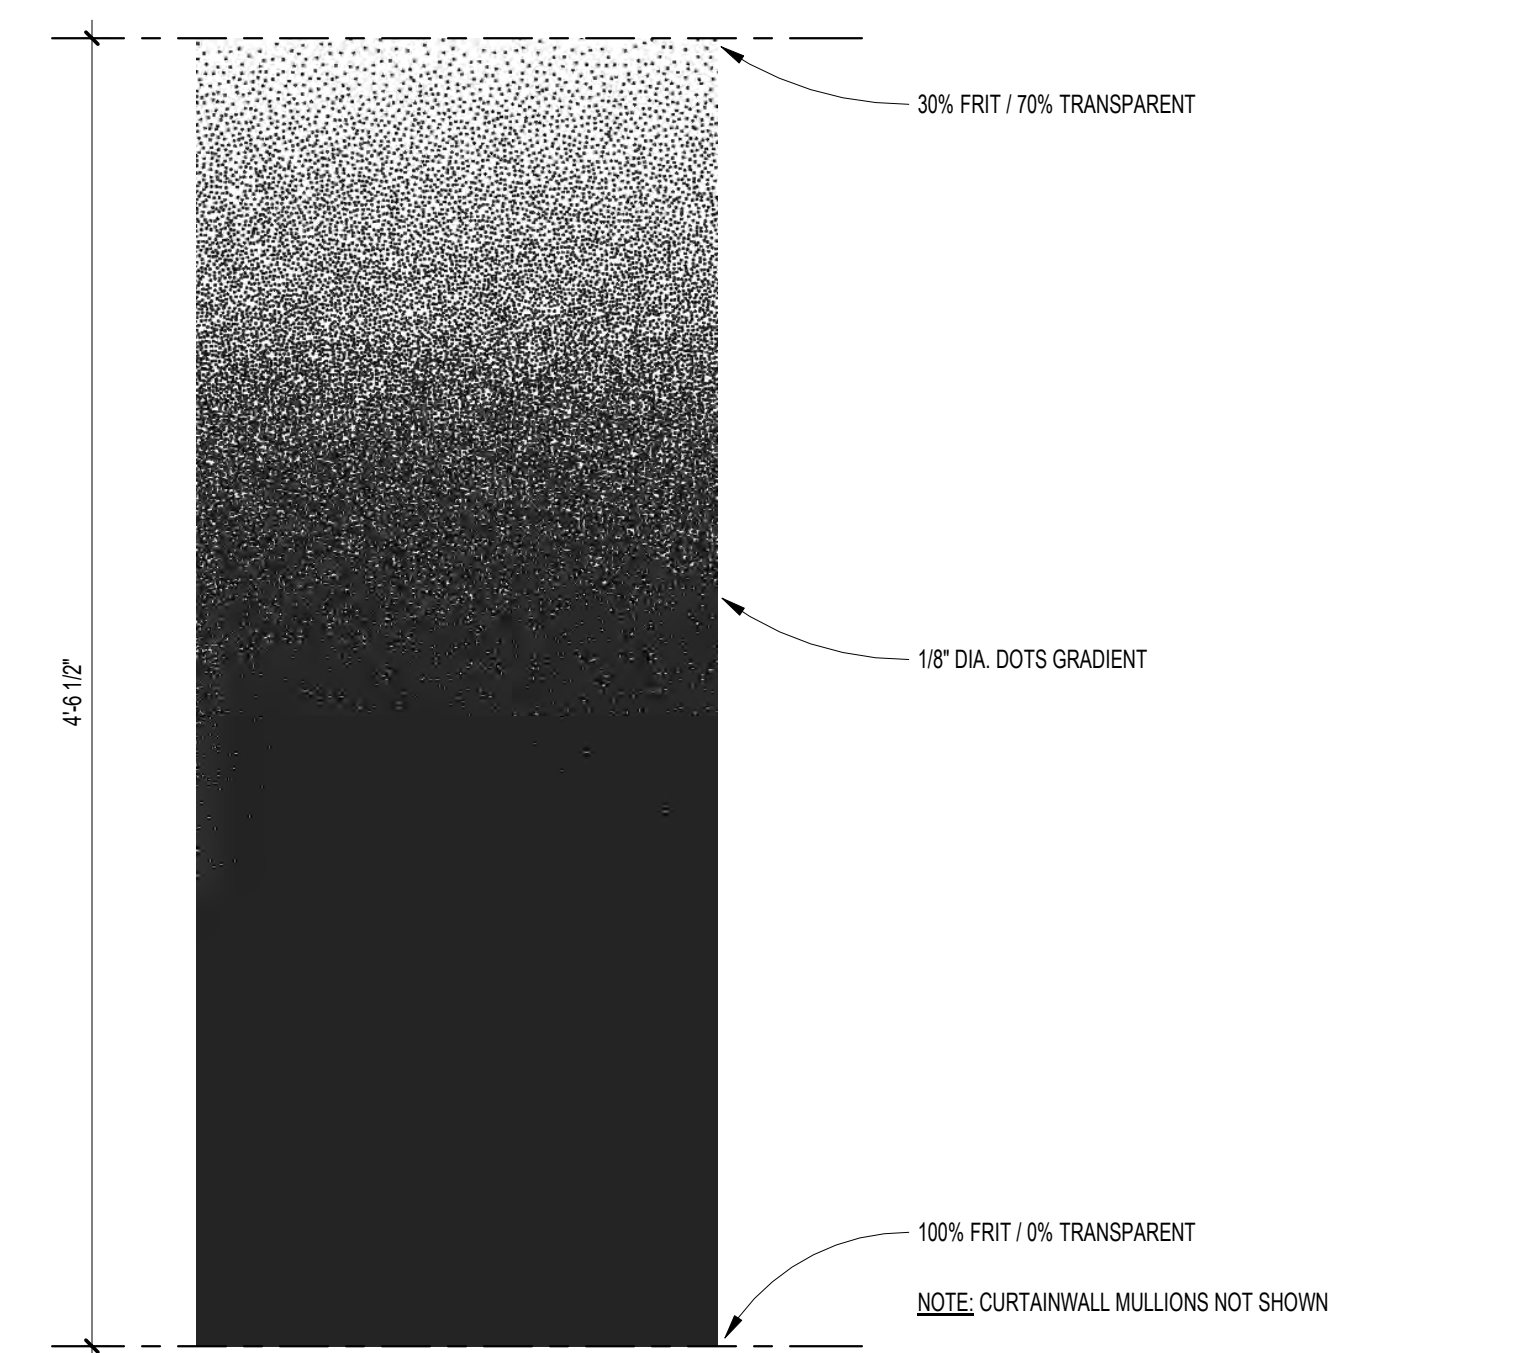 30% FRIT / 70% TRANSPARENT
1/8" DIA. DOTS GRADIENT
4'-6 1/2"
100% FRIT / 0% TRANSPARENT
NOTE: CURTAINWALL MULLIONS NOT SHOWN